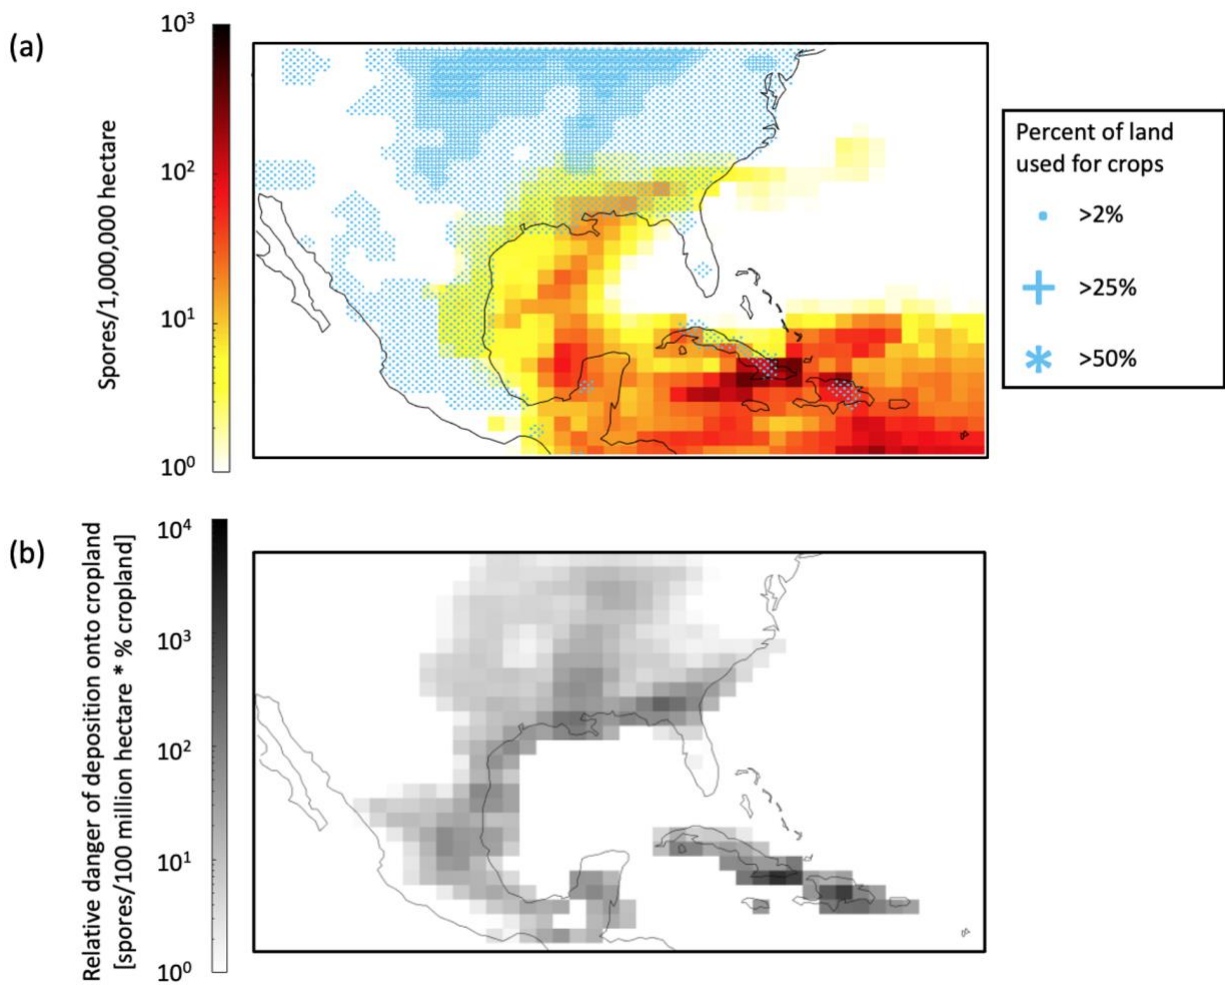 (a)
Spores/1,000,000 hectare
10³
10²
10¹
10⁰
Percent of land
used for crops
>2%
>25%
>50%
(b)
Relative danger of deposition onto cropland
[spores/100 million hectare * % cropland]
10⁴
10³
10²
10¹
10⁰